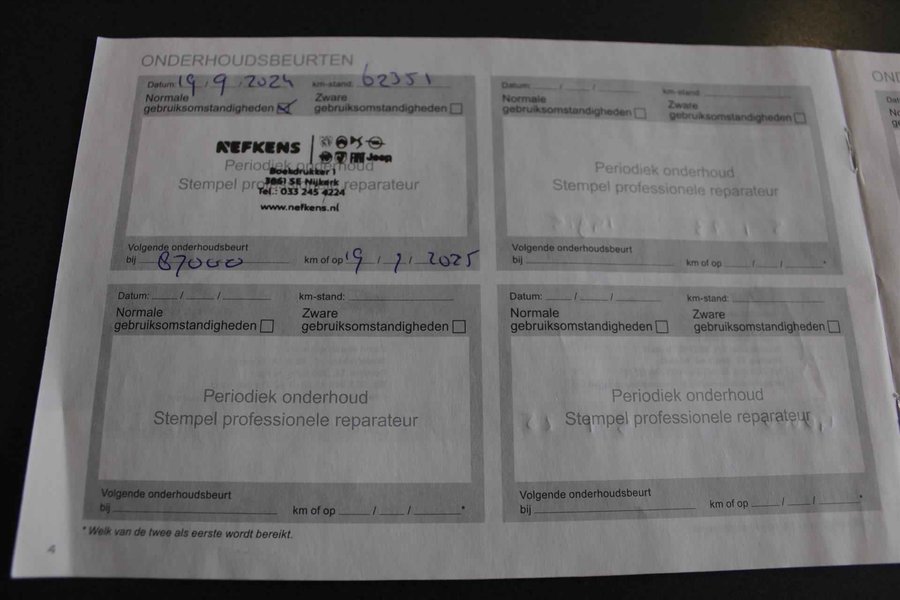 ONDERHOUDSBEURTEN
Datum: 19 / 9 / 2024 km-stand: 62351
Normale gebruiksomstandigheden
Zware gebruiksomstandigheden
NEFKENS
Jeep
Periodiek onderhoud
Stempel professionele reparateur
Boekdrukker 1
3861 SE Nijkerk
Tel.: 033 245 4224
www.nefkens.nl
Volgende onderhoudsbeurt
bij 87000 km of op 19 / 9 / 2025
Datum: / / km-stand:
Normale gebruiksomstandigheden
Zware gebruiksomstandigheden
Periodiek onderhoud
Stempel professionele reparateur
Volgende onderhoudsbeurt
bij km of op / / *
Datum: / / km-stand:
Normale gebruiksomstandigheden
Zware gebruiksomstandigheden
Periodiek onderhoud
Stempel professionele reparateur
Volgende onderhoudsbeurt
bij km of op / / *
Datum: / / km-stand:
Normale gebruiksomstandigheden
Zware gebruiksomstandigheden
Periodiek onderhoud
Stempel professionele reparateur
Volgende onderhoudsbeurt
bij km of op / / *
* Welk van de twee als eerste wordt bereikt.
4